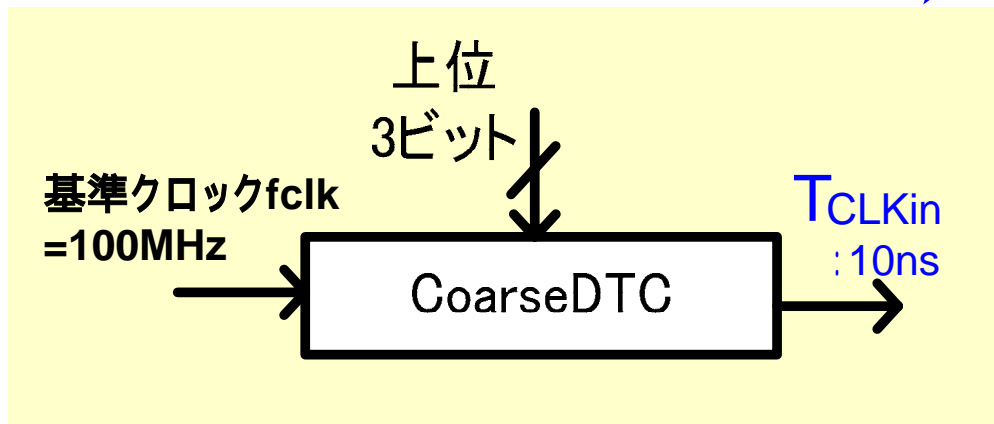 上位
3ビット
基準クロックfclk
=100MHz
TCLKin
:10ns
CoarseDTC